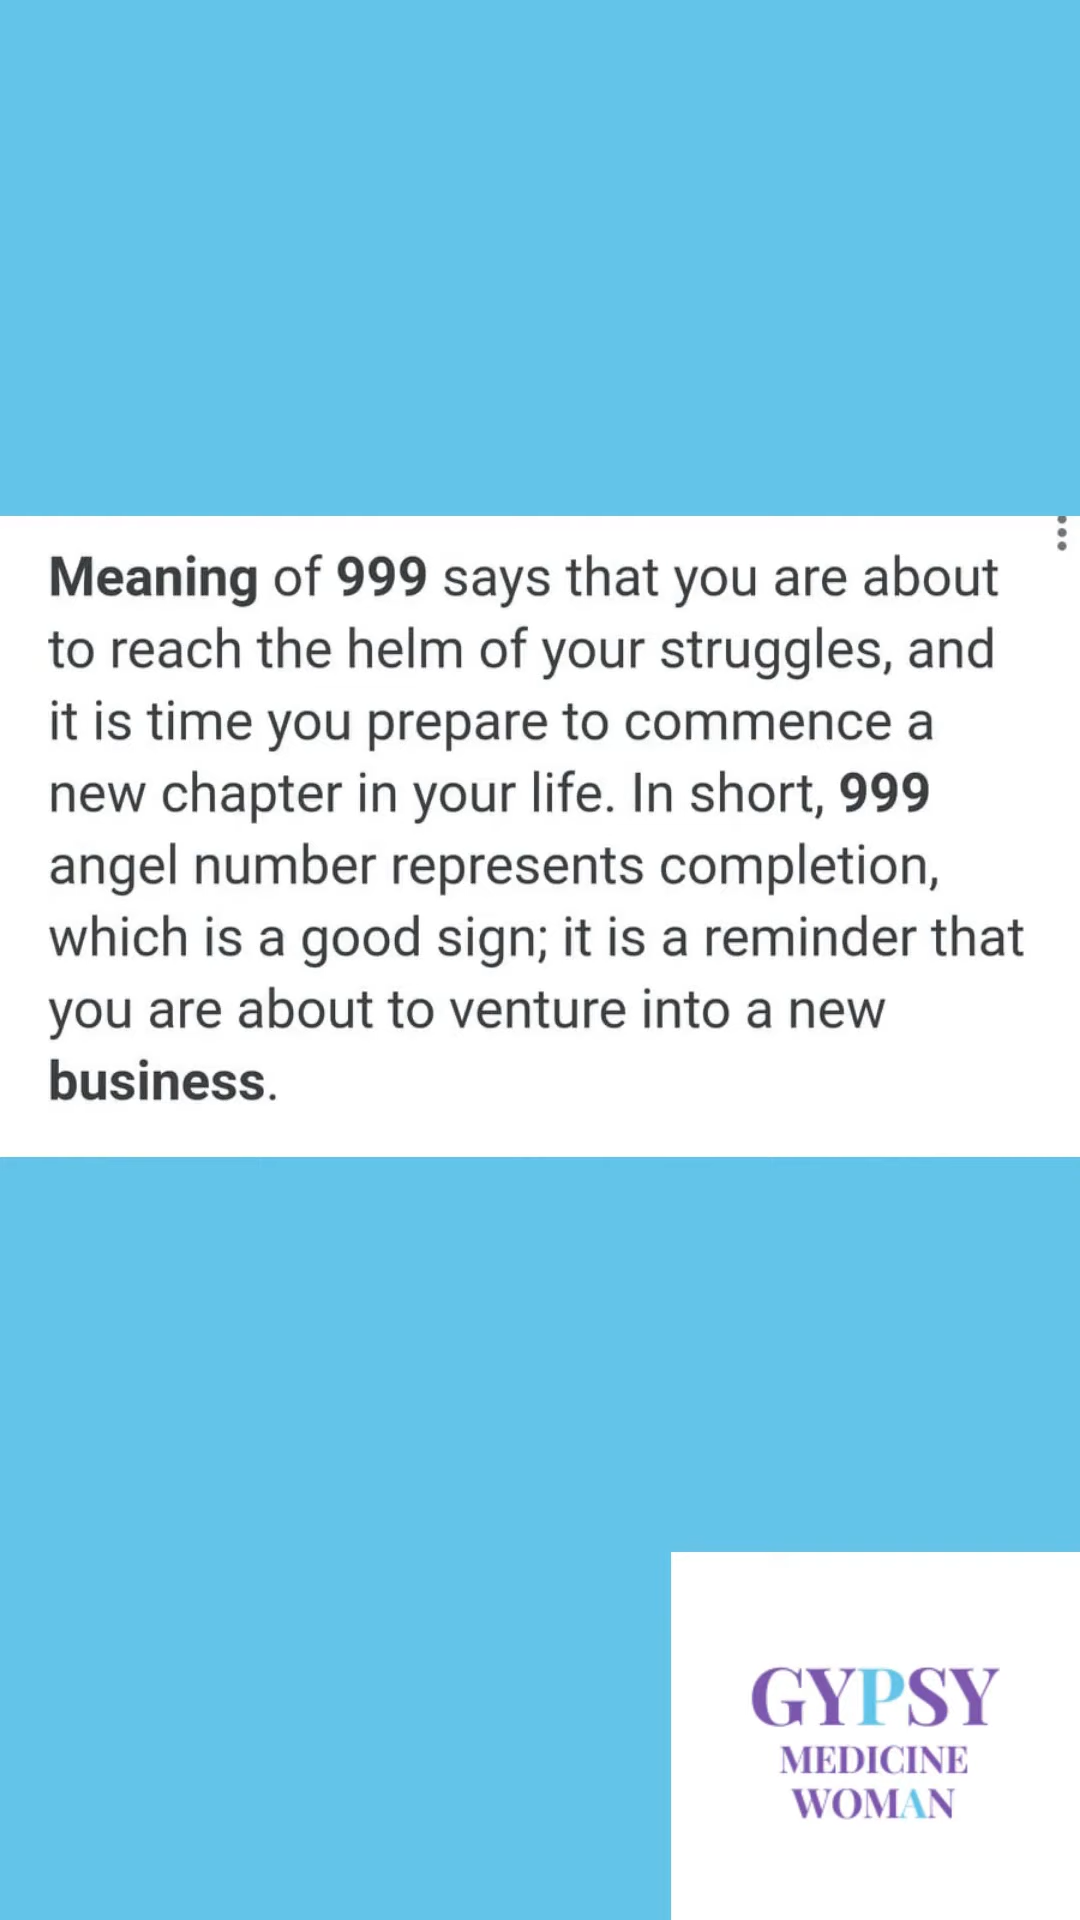 Meaning of 999 says that you are about
to reach the helm of your struggles, and
it is time you prepare to commence a
new chapter in your life. In short, 999
angel number represents completion,
which is a good sign; it is a reminder that
you are about to venture into a new
business.
GYPSY
MEDICINE
WOMAN